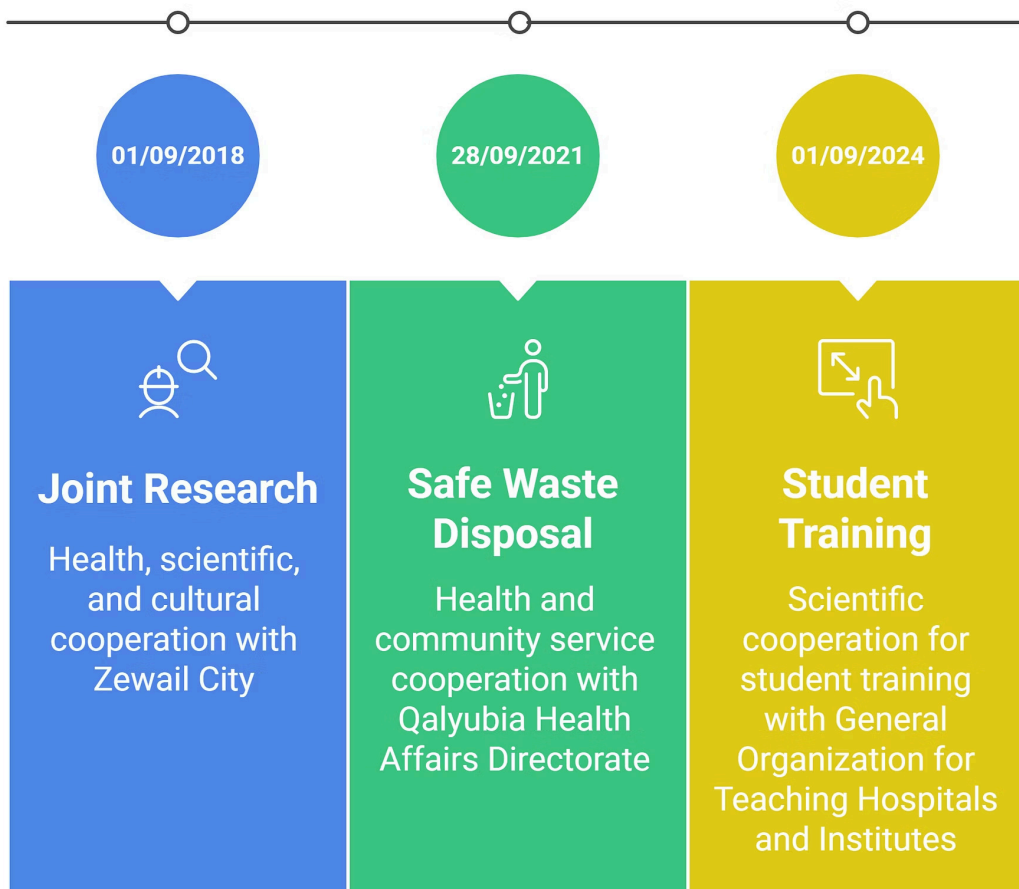 01/09/2018
28/09/2021
01/09/2024
Joint Research
Health, scientific,
and cultural
cooperation with
Zewail City
Safe Waste
Disposal
Health and
community service
cooperation with
Qalyubia Health
Affairs Directorate
Student
Training
Scientific
cooperation for
student training
with General
Organization for
Teaching Hospitals
and Institutes